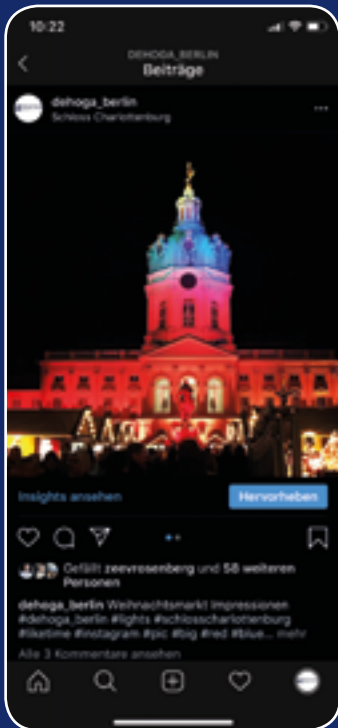 10:22
DEHOGA_BERLIN
Beiträge
dehoga_berlin
Schloss Charlottenburg
Insights ansehen
Hervorheben
Gefällt zeevrosenberg und 58 weiteren
Personen
dehoga_berlin Weihnachtsmarkt Impressionen
#dehoga_berlin #lights #schlosscharlottenburg
#liketime #instagram #pic #big #red #blue... mehr
Alle 3 Kommentare ansehen